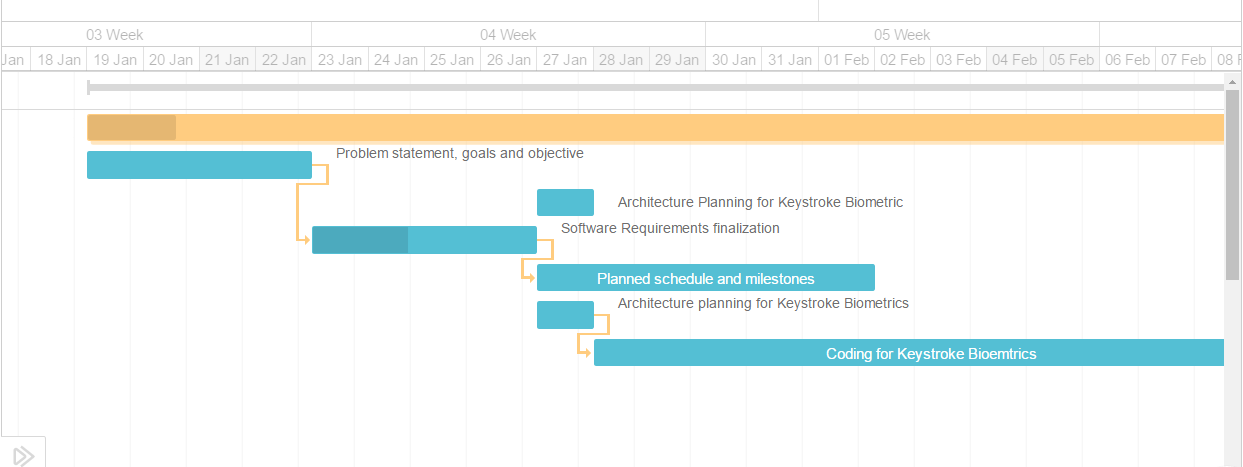 03 Week 04 Week 05 Week
Jan 18 Jan 19 Jan 20 Jan 21 Jan 22 Jan 23 Jan 24 Jan 25 Jan 26 Jan 27 Jan 28 Jan 29 Jan 30 Jan 31 Jan 01 Feb 02 Feb 03 Feb 04 Feb 05 Feb 06 Feb 07 Feb 08 F
Problem statement, goals and objective
Architecture Planning for Keystroke Biometric
Software Requirements finalization
Planned schedule and milestones
Architecture planning for Keystroke Biometrics
Coding for Keystroke Bioemtrics